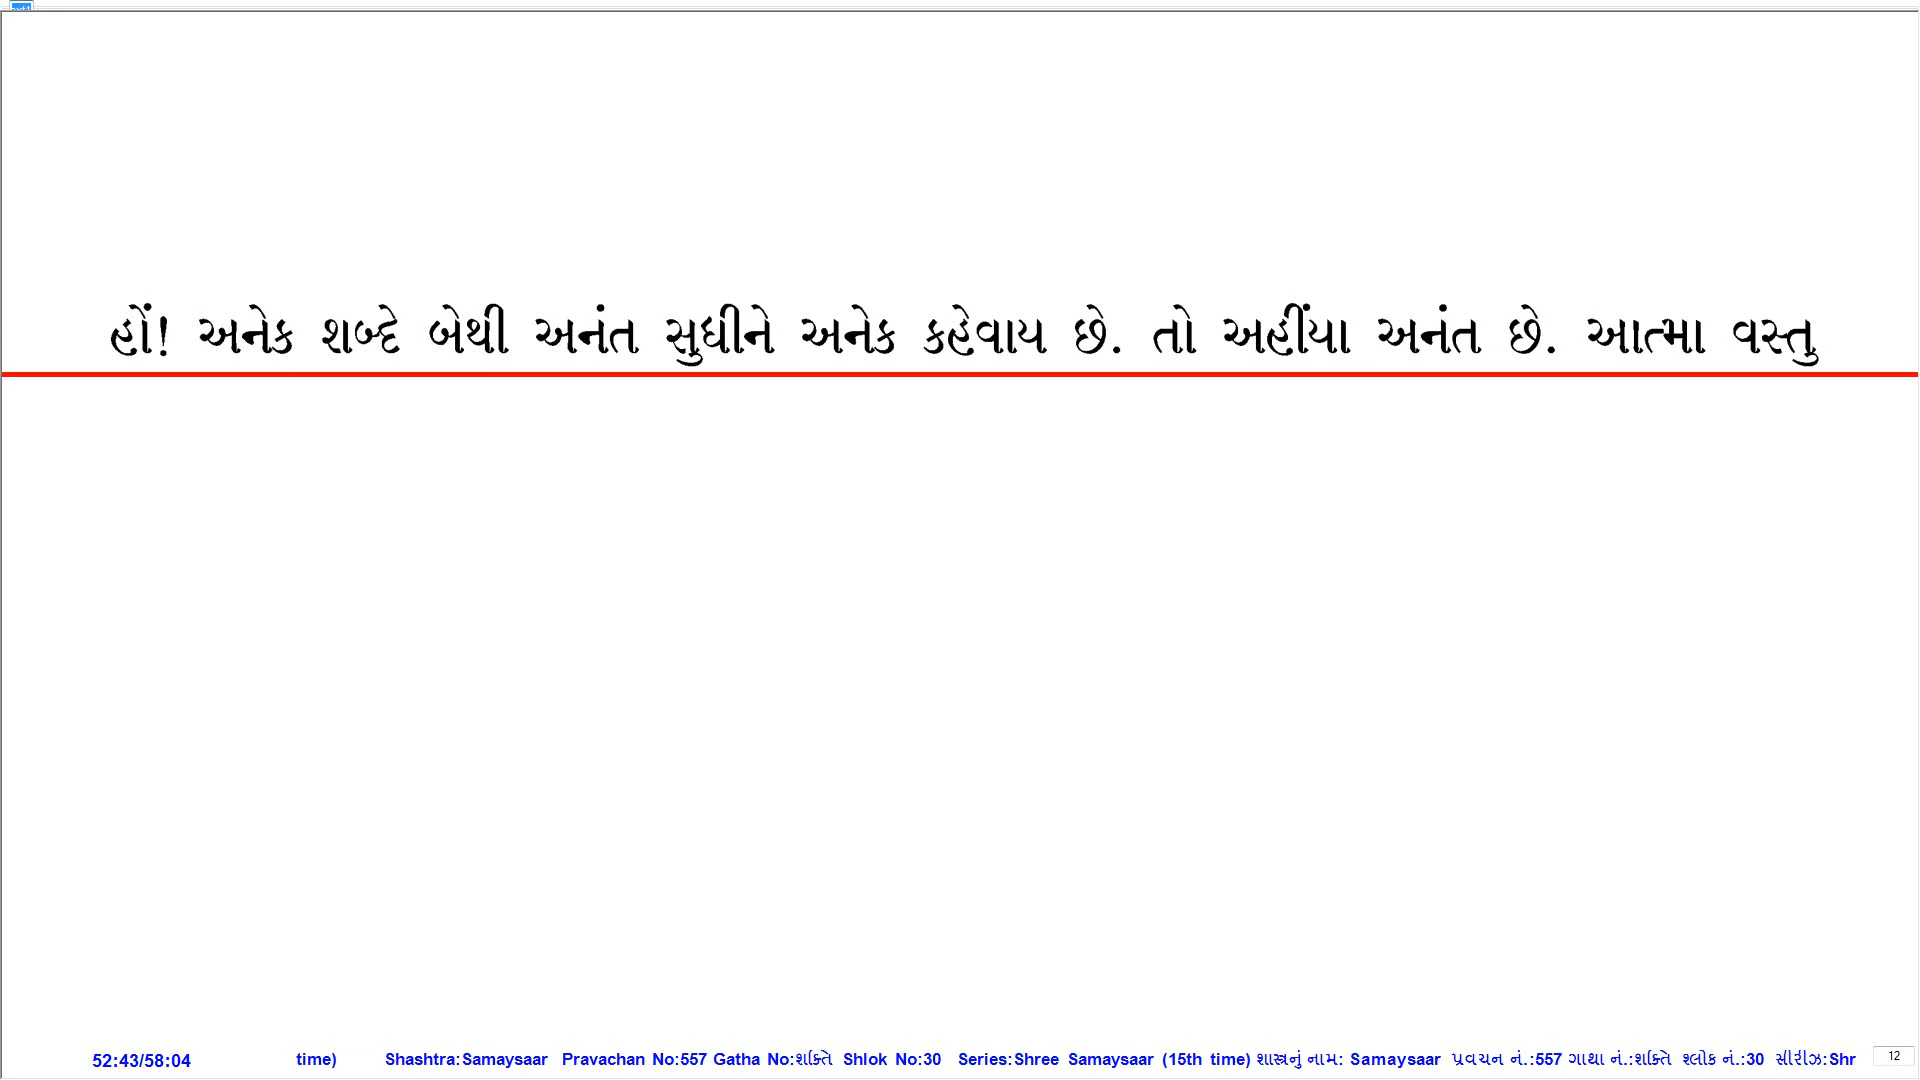 હોં! અનેક શબ્દે બેથી અનંત સુધીને અનેક કહેવાય છે. તો અહીંયા અનંત છે. આત્મા વસ્તુ
52:43/58:04 time) Shashtra:Samaysaar Pravachan No:557 Gatha No:શક્તિ Shlok No:30 Series:Shree Samaysaar (15th time) શાસ્ત્રનું નામ: Samaysaar પ્રવચન નં.:557 ગાથા નં.:શક્તિ શ્લોક નં.:30 સીરીઝ:Shr 12